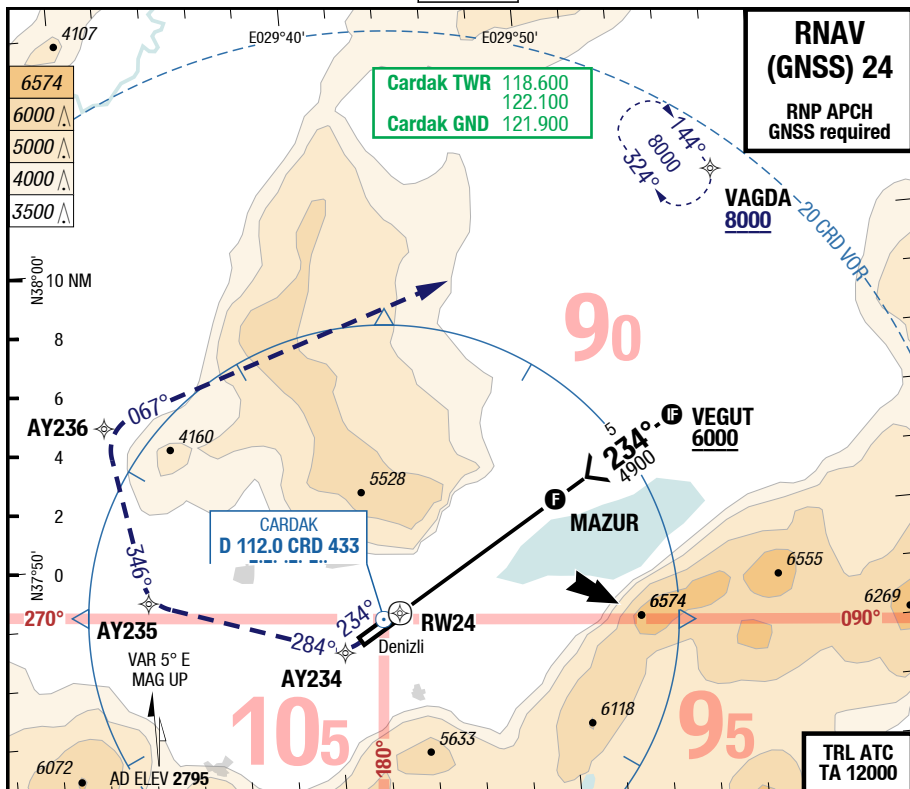 4107
E029°40'
E029°50'
RNAV
(GNSS) 24
RNP APCH
GNSS required
6574
6000
5000
4000
3500
Cardak TWR 118.600
122.100
Cardak GND 121.900
144°
8000
324°
VAGDA
8000
20 CRD VOR
N38°00'
10 NM
8
6
4
2
0
N37°50'
90
067°
AY236
4160
5528
5
234°
4900
IF
VEGUT
6000
F
MAZUR
CARDAK
D 112.0 CRD 433
346°
6555
6574
6269
270°
090°
AY235
284°
234°
RW24
Denizli
AY234
VAR 5° E
MAG UP
105
180°
95
6118
5633
6072
AD ELEV 2795
TRL ATC
TA 12000